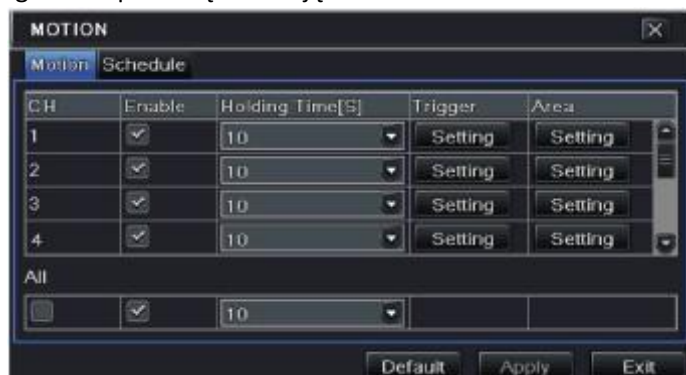 MOTION
Motion Schedule
CH Enable Holding Time[S] Trigger Area
1 10 Setting Setting
2 10 Setting Setting
3 10 Setting Setting
4 10 Setting Setting
All
10
Default Apply Exit